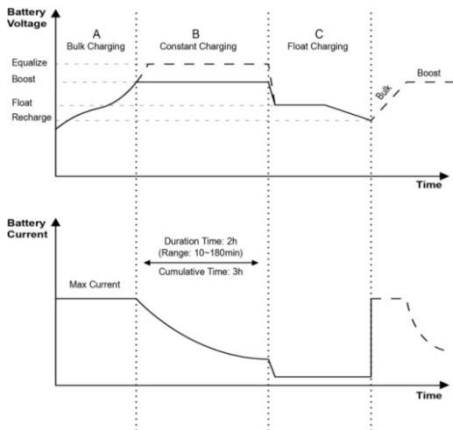 Battery
Voltage
A
Bulk Charging
B
Constant Charging
C
Float Charging
Equalize
Boost
Float
Recharge
Bulk
Boost
Time
Battery
Current
Duration Time: 2h
(Range: 10~180min)
Cumulative Time: 3h
Max Current
Time